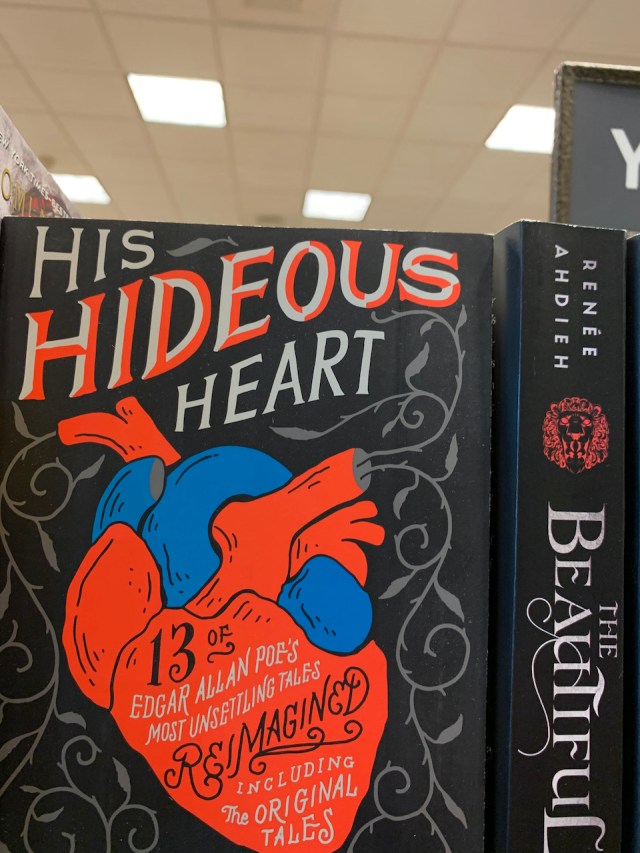 HIS
HIDEOUS
HEART
13 OF
EDGAR ALLAN POE'S
MOST UNSETTLING TALES
REIMAGINED
INCLUDING
The ORIGINAL
TALES
RENÉE
AHDIEH
THE
BEAUTIFUL
Y